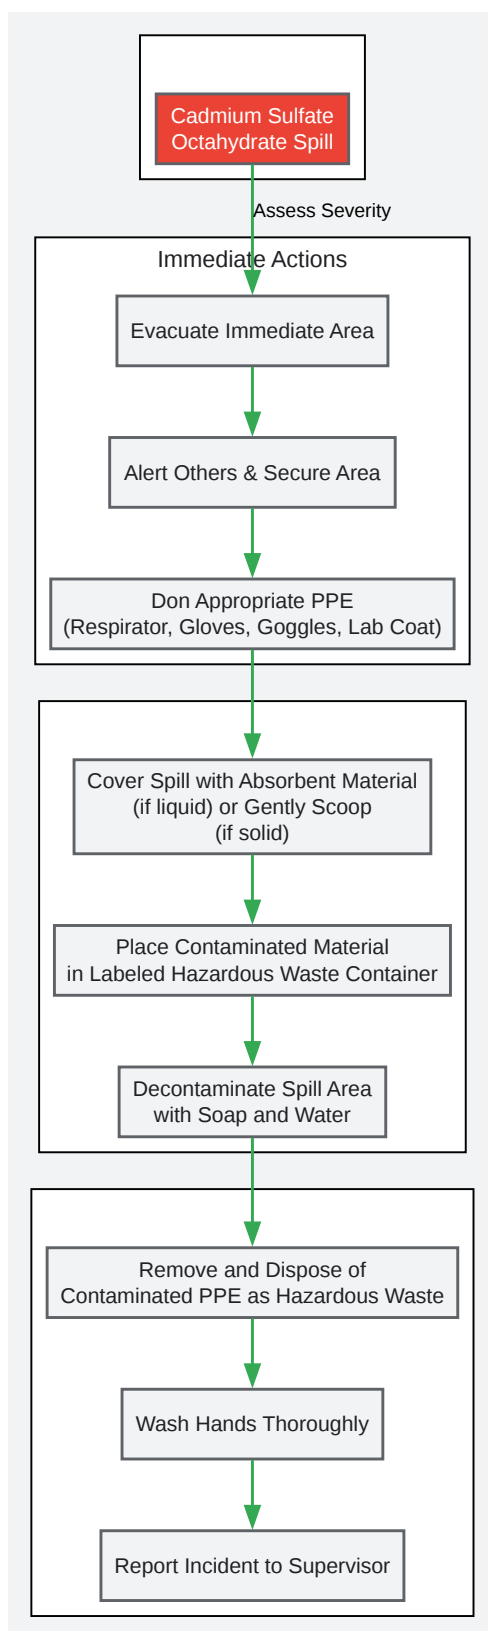 Cadmium Sulfate
Octahydrate Spill
Assess Severity
Immediate Actions
Evacuate Immediate Area
Alert Others & Secure Area
Don Appropriate PPE
(Respirator, Gloves, Goggles, Lab Coat)
Cover Spill with Absorbent Material
(if liquid) or Gently Scoop
(if solid)
Place Contaminated Material
in Labeled Hazardous Waste Container
Decontaminate Spill Area
with Soap and Water
Remove and Dispose of
Contaminated PPE as Hazardous Waste
Wash Hands Thoroughly
Report Incident to Supervisor